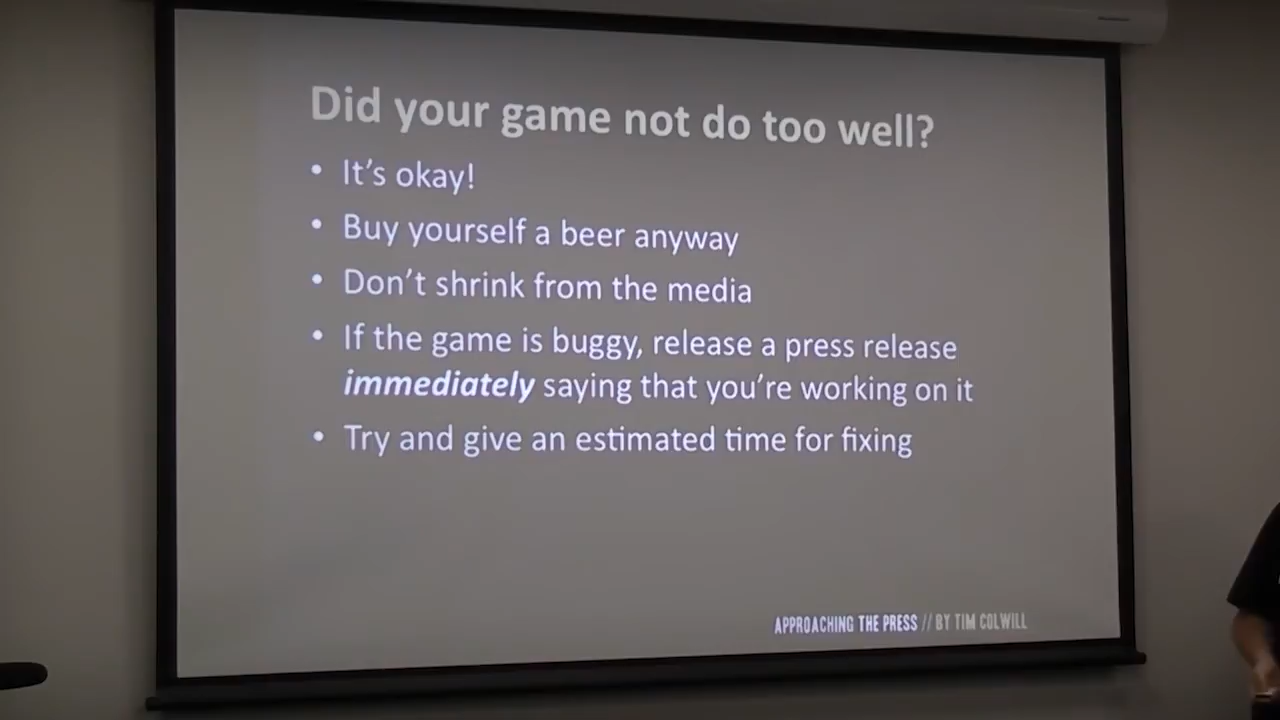 Did your game not do too well?
• It's okay!
• Buy yourself a beer anyway
• Don't shrink from the media
• If the game is buggy, release a press release
immediately saying that you're working on it
• Try and give an estimated time for fixing
APPROACHING THE PRESS // BY TIM COLWILL